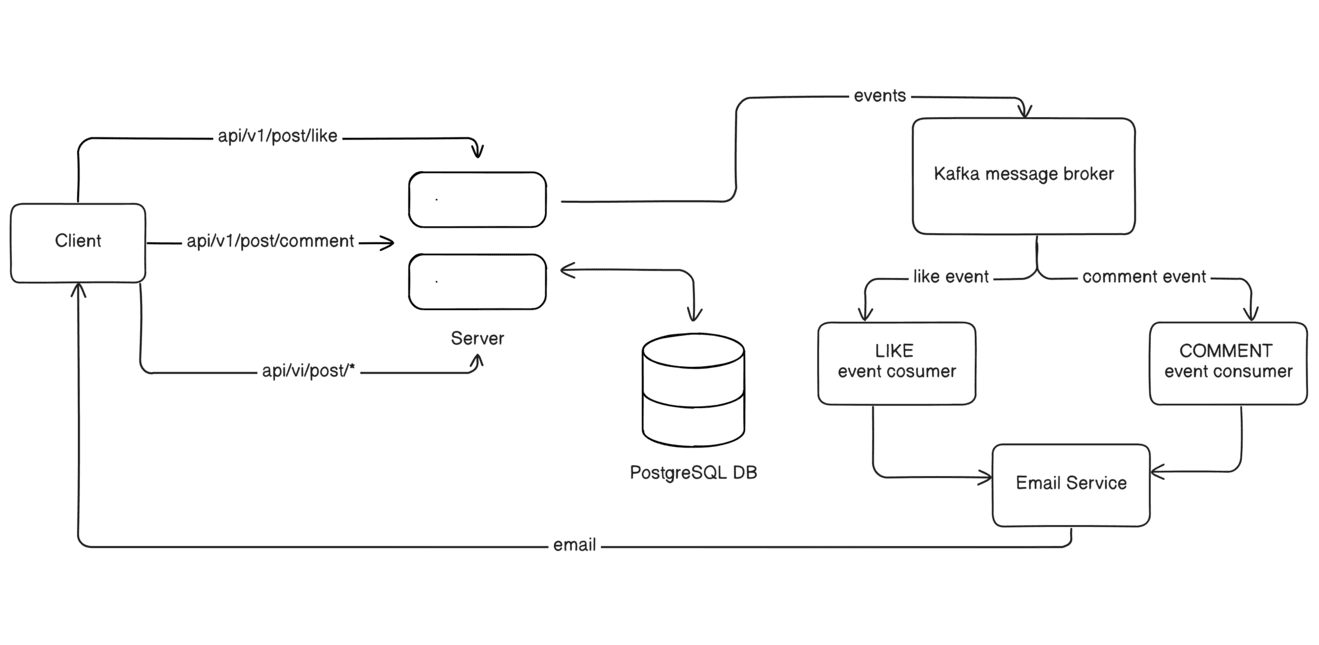 events
api/v1/post/like
Kafka message broker
Client
api/v1/post/comment
like event
comment event
Server
LIKE
event cosumer
COMMENT
event consumer
api/vi/post/*
PostgreSQL DB
Email Service
email